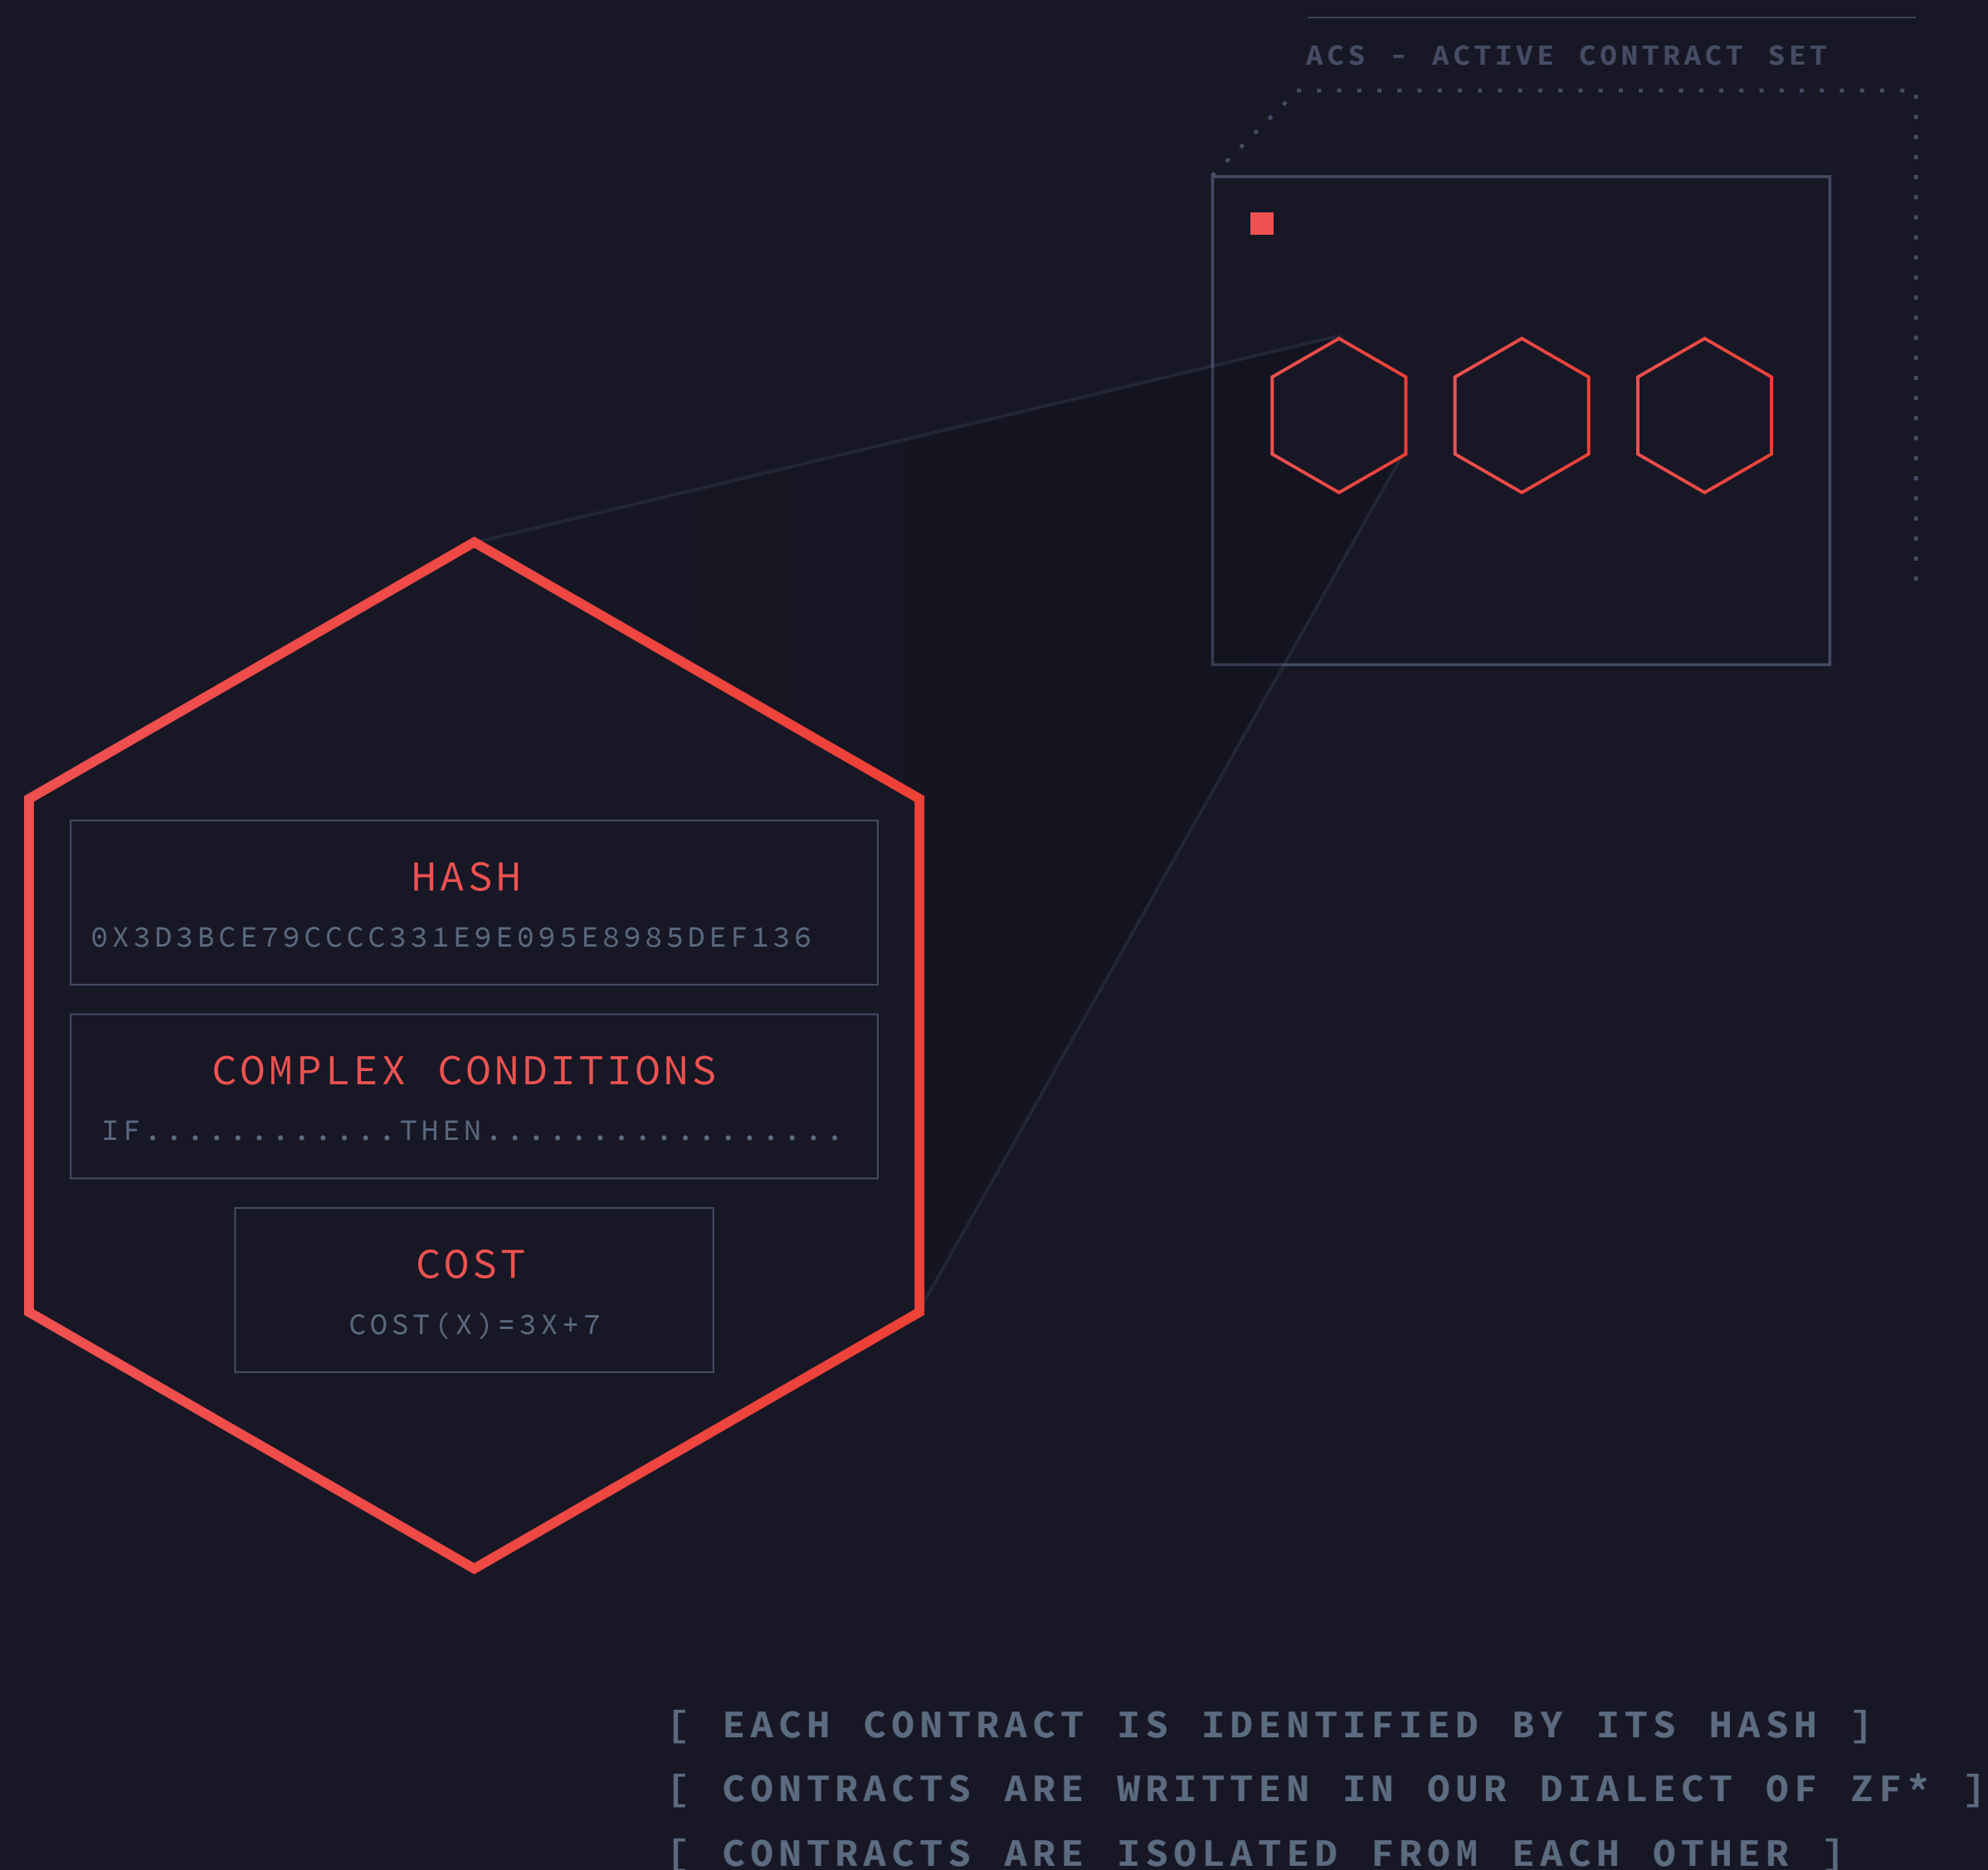 ACS - ACTIVE CONTRACT SET
HASH
0X3D3BCE79CCCC331E9E095E8985DEF136
COMPLEX CONDITIONS
IF............THEN.................
COST
COST(X)=3X+7
[ EACH CONTRACT IS IDENTIFIED BY ITS HASH ]
[ CONTRACTS ARE WRITTEN IN OUR DIALECT OF ZF* ]
[ CONTRACTS ARE ISOLATED FROM EACH OTHER ]